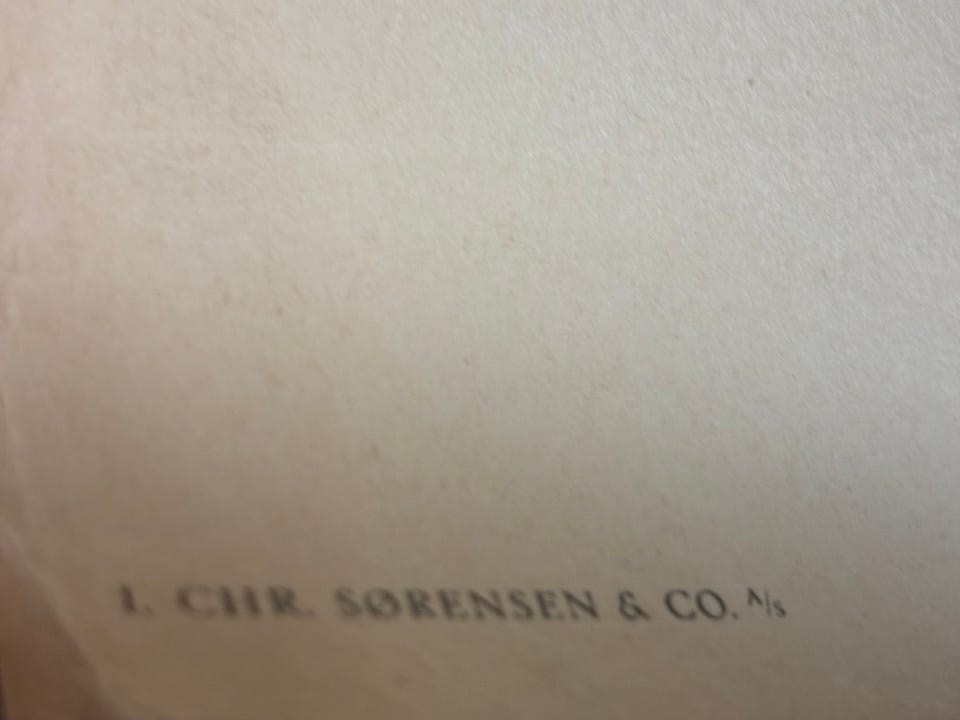 I. CHR. SØRENSEN & CO. A/S